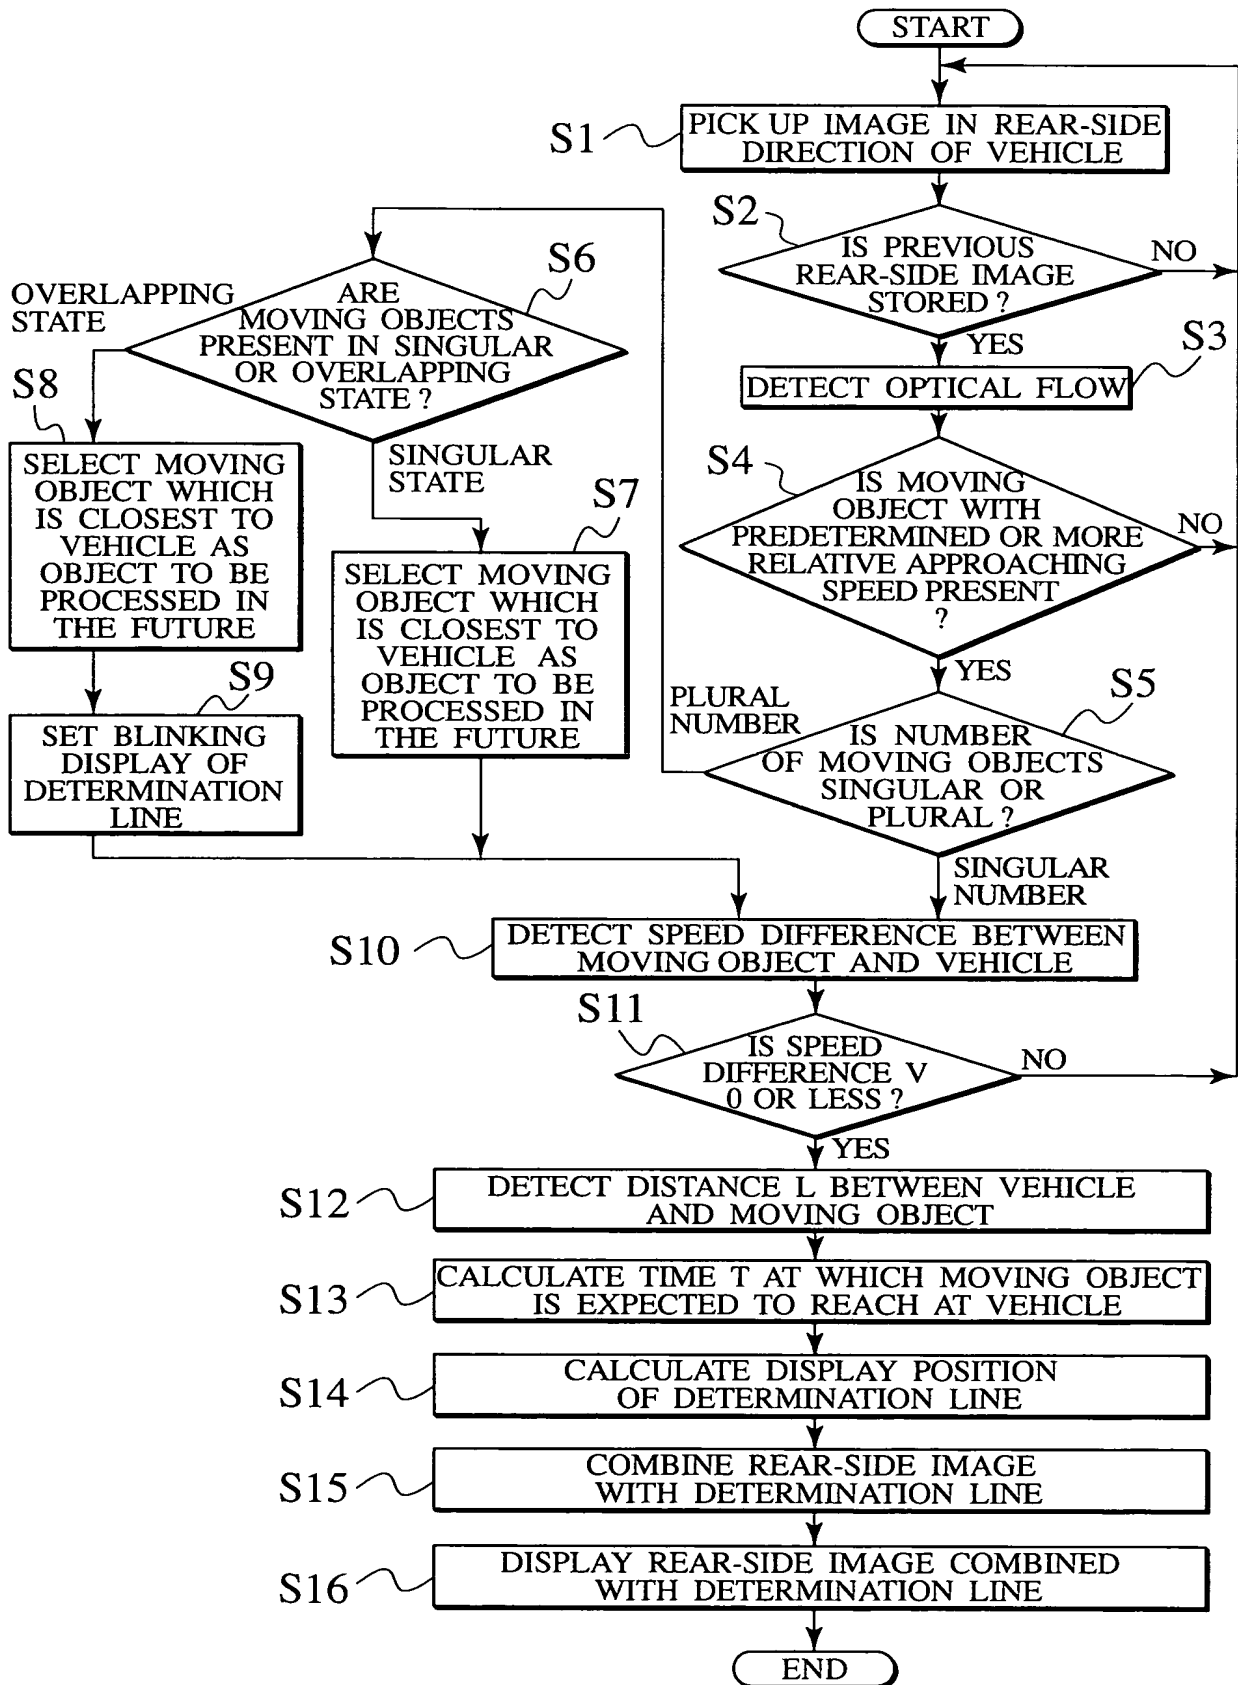 START
S1
PICK UP IMAGE IN REAR-SIDE
DIRECTION OF VEHICLE
S2
IS PREVIOUS
REAR-SIDE IMAGE
STORED ?
NO
YES
S3
DETECT OPTICAL FLOW
S4
IS MOVING
OBJECT WITH
PREDETERMINED OR MORE
RELATIVE APPROACHING
SPEED PRESENT
?
NO
YES
S5
IS NUMBER
OF MOVING OBJECTS
SINGULAR OR
PLURAL ?
PLURAL
NUMBER
SINGULAR
NUMBER
S6
ARE
MOVING OBJECTS
PRESENT IN SINGULAR
OR OVERLAPPING
STATE ?
OVERLAPPING
STATE
SINGULAR
STATE
S7
SELECT MOVING
OBJECT WHICH
IS CLOSEST TO
VEHICLE AS
OBJECT TO BE
PROCESSED IN
THE FUTURE
S8
SELECT MOVING
OBJECT WHICH
IS CLOSEST TO
VEHICLE AS
OBJECT TO BE
PROCESSED IN
THE FUTURE
S9
SET BLINKING
DISPLAY OF
DETERMINATION
LINE
S10
DETECT SPEED DIFFERENCE BETWEEN
MOVING OBJECT AND VEHICLE
S11
IS SPEED
DIFFERENCE V
0 OR LESS ?
NO
YES
S12
DETECT DISTANCE L BETWEEN VEHICLE
AND MOVING OBJECT
S13
CALCULATE TIME T AT WHICH MOVING OBJECT
IS EXPECTED TO REACH AT VEHICLE
S14
CALCULATE DISPLAY POSITION
OF DETERMINATION LINE
S15
COMBINE REAR-SIDE IMAGE
WITH DETERMINATION LINE
S16
DISPLAY REAR-SIDE IMAGE COMBINED
WITH DETERMINATION LINE
END